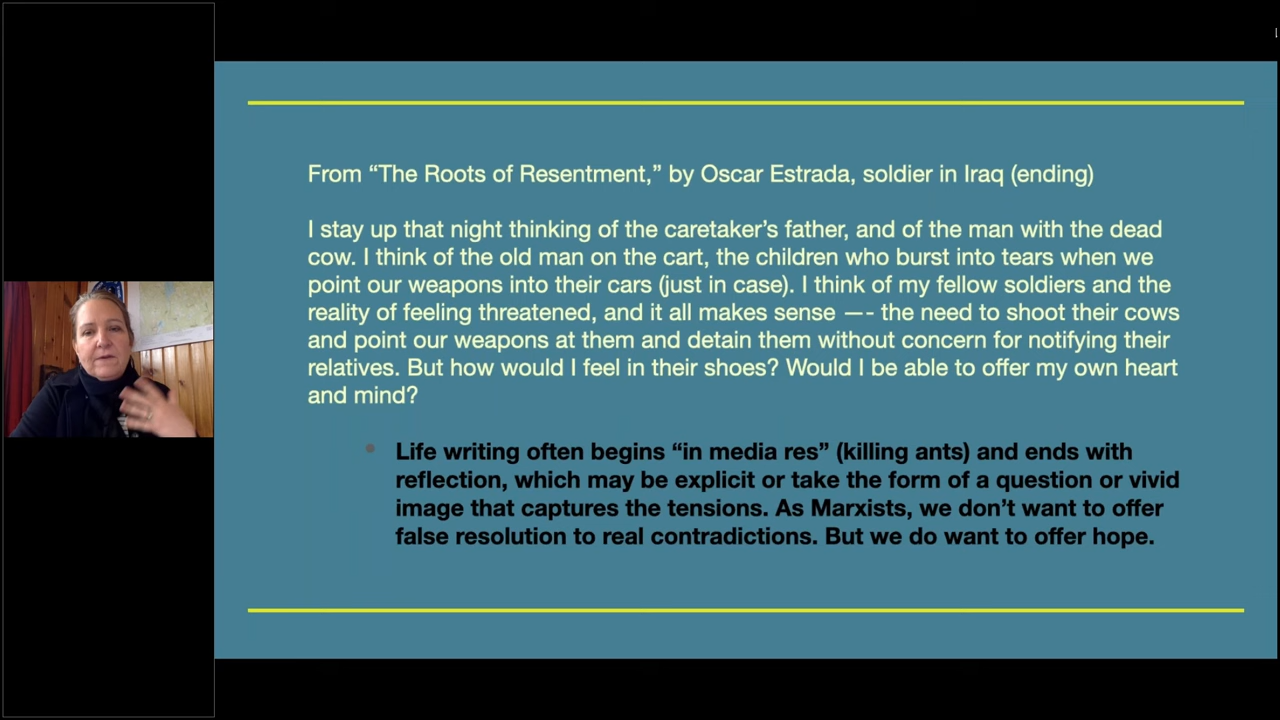 From “The Roots of Resentment,” by Oscar Estrada, soldier in Iraq (ending)
I stay up that night thinking of the caretaker’s father, and of the man with the dead
cow. I think of the old man on the cart, the children who burst into tears when we
point our weapons into their cars (just in case). I think of my fellow soldiers and the
reality of feeling threatened, and it all makes sense —- the need to shoot their cows
and point our weapons at them and detain them without concern for notifying their
relatives. But how would I feel in their shoes? Would I be able to offer my own heart
and mind?
Life writing often begins “in media res” (killing ants) and ends with
reflection, which may be explicit or take the form of a question or vivid
image that captures the tensions. As Marxists, we don’t want to offer
false resolution to real contradictions. But we do want to offer hope.